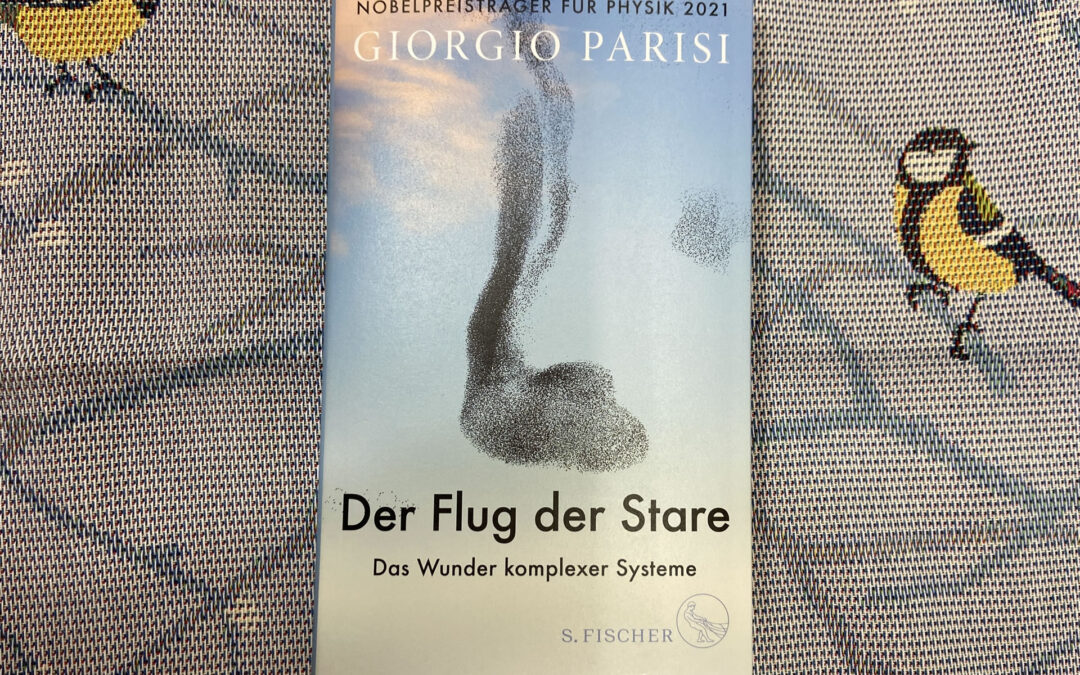 NOBELPREISTRÄGER FÜR PHYSIK 2021
GIORGIO PARISI
Der Flug der Stare
Das Wunder komplexer Systeme
S. FISCHER